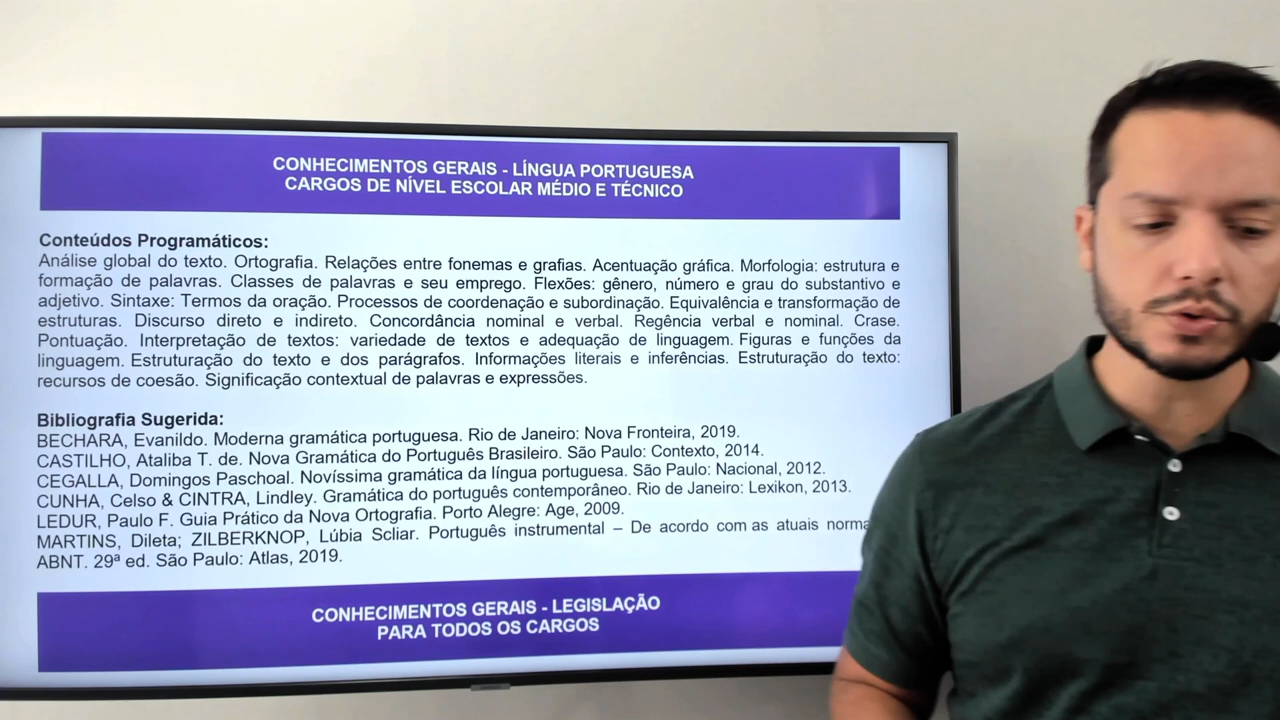 CONHECIMENTOS GERAIS - LÍNGUA PORTUGUESA
CARGOS DE NÍVEL ESCOLAR MÉDIO E TÉCNICO
Conteúdos Programáticos:
Análise global do texto. Ortografia. Relações entre fonemas e grafias. Acentuação gráfica. Morfologia: estrutura e
formação de palavras. Classes de palavras e seu emprego. Flexões: gênero, número e grau do substantivo e
adjetivo. Sintaxe: Termos da oração. Processos de coordenação e subordinação. Equivalência e transformação de
estruturas. Discurso direto e indireto. Concordância nominal e verbal. Regência verbal e nominal. Crase.
Pontuação. Interpretação de textos: variedade de textos e adequação de linguagem. Figuras e funções da
linguagem. Estruturação do texto e dos parágrafos. Informações literais e inferências. Estruturação do texto:
recursos de coesão. Significação contextual de palavras e expressões.
Bibliografia Sugerida:
BECHARA, Evanildo. Moderna gramática portuguesa. Rio de Janeiro: Nova Fronteira, 2019.
CASTILHO, Ataliba T. de. Nova Gramática do Português Brasileiro. São Paulo: Contexto, 2014.
CEGALLA, Domingos Paschoal. Novíssima gramática da língua portuguesa. São Paulo: Nacional, 2012.
CUNHA, Celso & CINTRA, Lindley. Gramática do português contemporâneo. Rio de Janeiro: Lexikon, 2013.
LEDUR, Paulo F. Guia Prático da Nova Ortografia. Porto Alegre: Age, 2009.
MARTINS, Dileta; ZILBERKNOP, Lúbia Scliar. Português instrumental – De acordo com as atuais
ABNT. 29ª ed. São Paulo: Atlas, 2019.
CONHECIMENTOS GERAIS - LEGISLAÇÃO
PARA TODOS OS CARGOS